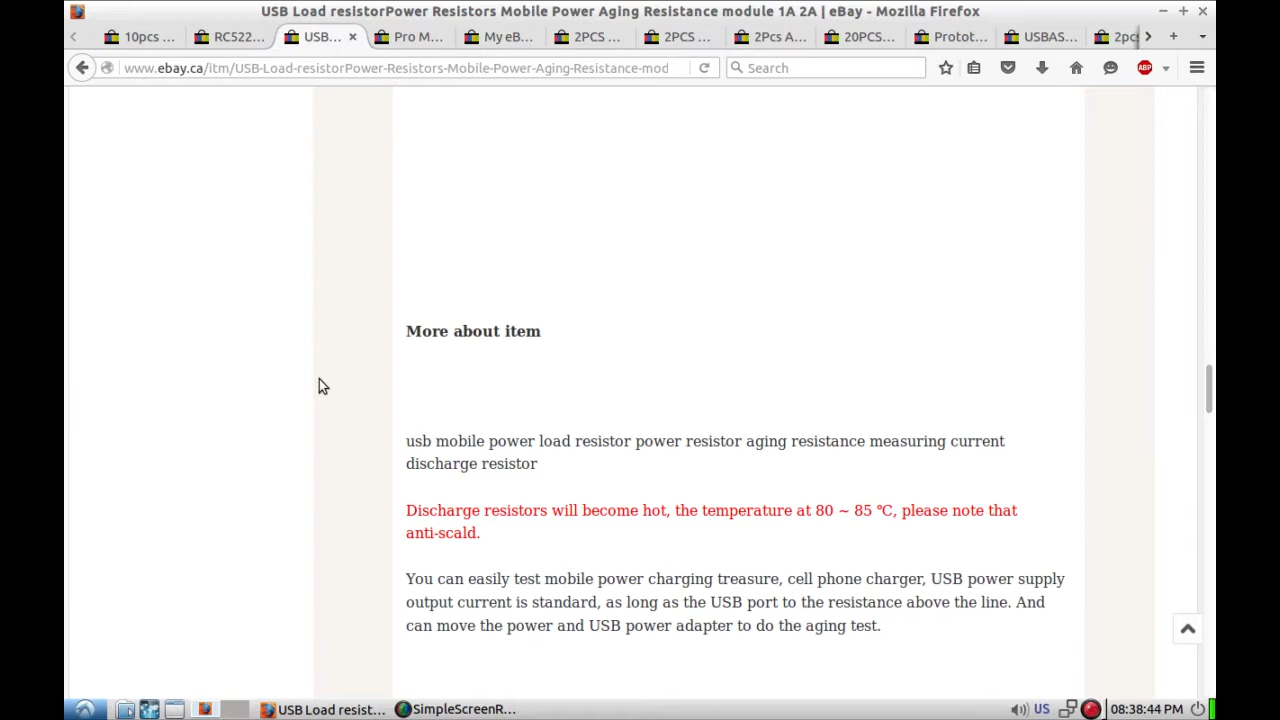 USB Load resistorPower Resistors Mobile Power Aging Resistance module 1A 2A | eBay - Mozilla Firefox
10pcs ...
RC522...
USB...
Pro M...
My eB...
2PCS ...
2PCS ...
2Pcs A...
20PCS...
Protot...
USBAS...
2pcs
www.ebay.ca/itm/USB-Load-resistorPower-Resistors-Mobile-Power-Aging-Resistance-mod
Search
ABP
More about item
usb mobile power load resistor power resistor aging resistance measuring current
discharge resistor
Discharge resistors will become hot, the temperature at 80 ~ 85 ℃, please note that
anti-scald.
You can easily test mobile power charging treasure, cell phone charger, USB power supply
output current is standard, as long as the USB port to the resistance above the line. And
can move the power and USB power adapter to do the aging test.
USB Load resist...
SimpleScreenR...
US
08:38:44 PM